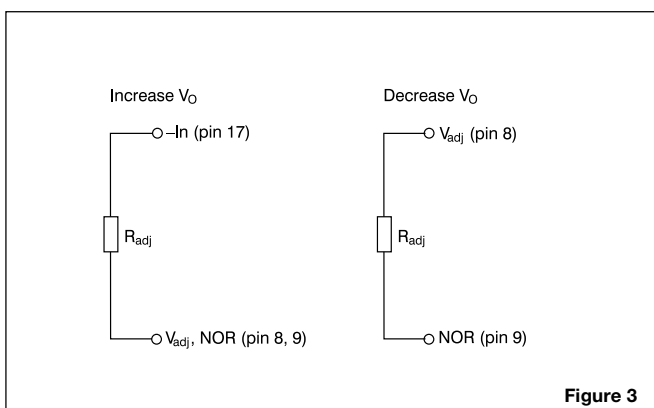 Increase VO
–In (pin 17)
Radj
Vadj, NOR (pin 8, 9)
Decrease VO
Vadj (pin 8)
Radj
NOR (pin 9)
Figure 3